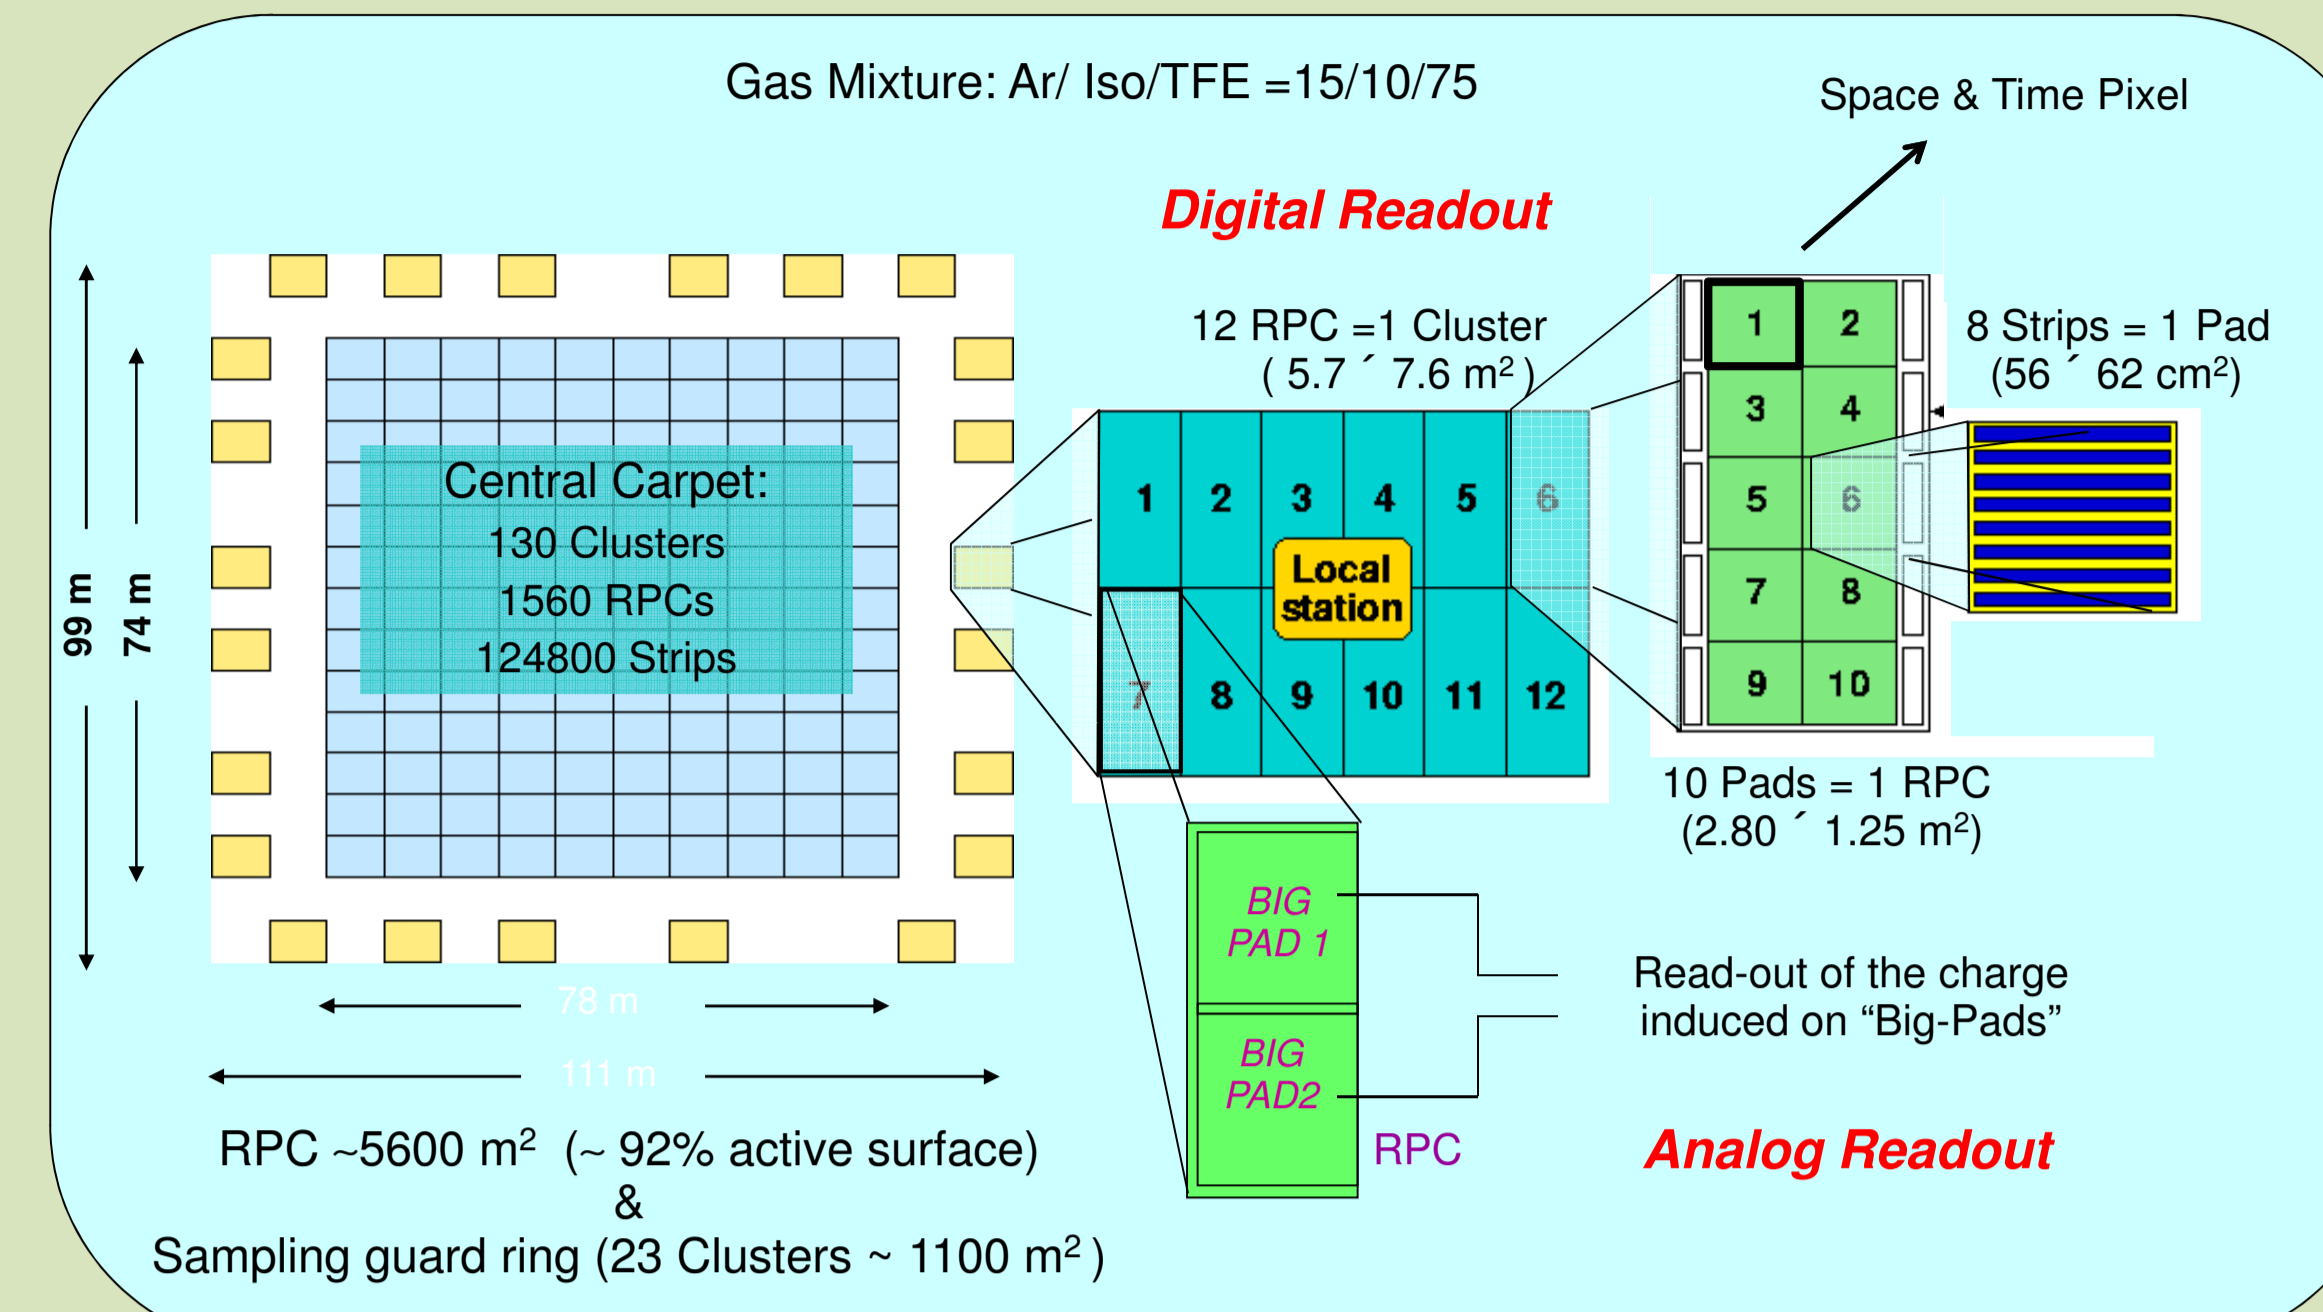 Gas Mixture: Ar/ Iso/TFE =15/10/75
Space & Time Pixel
Digital Readout
12 RPC =1 Cluster
( 5.7 ´ 7.6 m²)
8 Strips = 1 Pad
(56 ´ 62 cm²)
99 m
74 m
Central Carpet:
130 Clusters
1560 RPCs
124800 Strips
1 2 3 4 5 6
Local
station
7 8 9 10 11 12
1 2
3 4
5 6
7 8
9 10
10 Pads = 1 RPC
(2.80 ´ 1.25 m²)
BIG
PAD 1
BIG
PAD2
RPC
Read-out of the charge
induced on “Big-Pads”
Analog Readout
78 m
111 m
RPC ~5600 m² (~ 92% active surface)
&
Sampling guard ring (23 Clusters ~ 1100 m² )